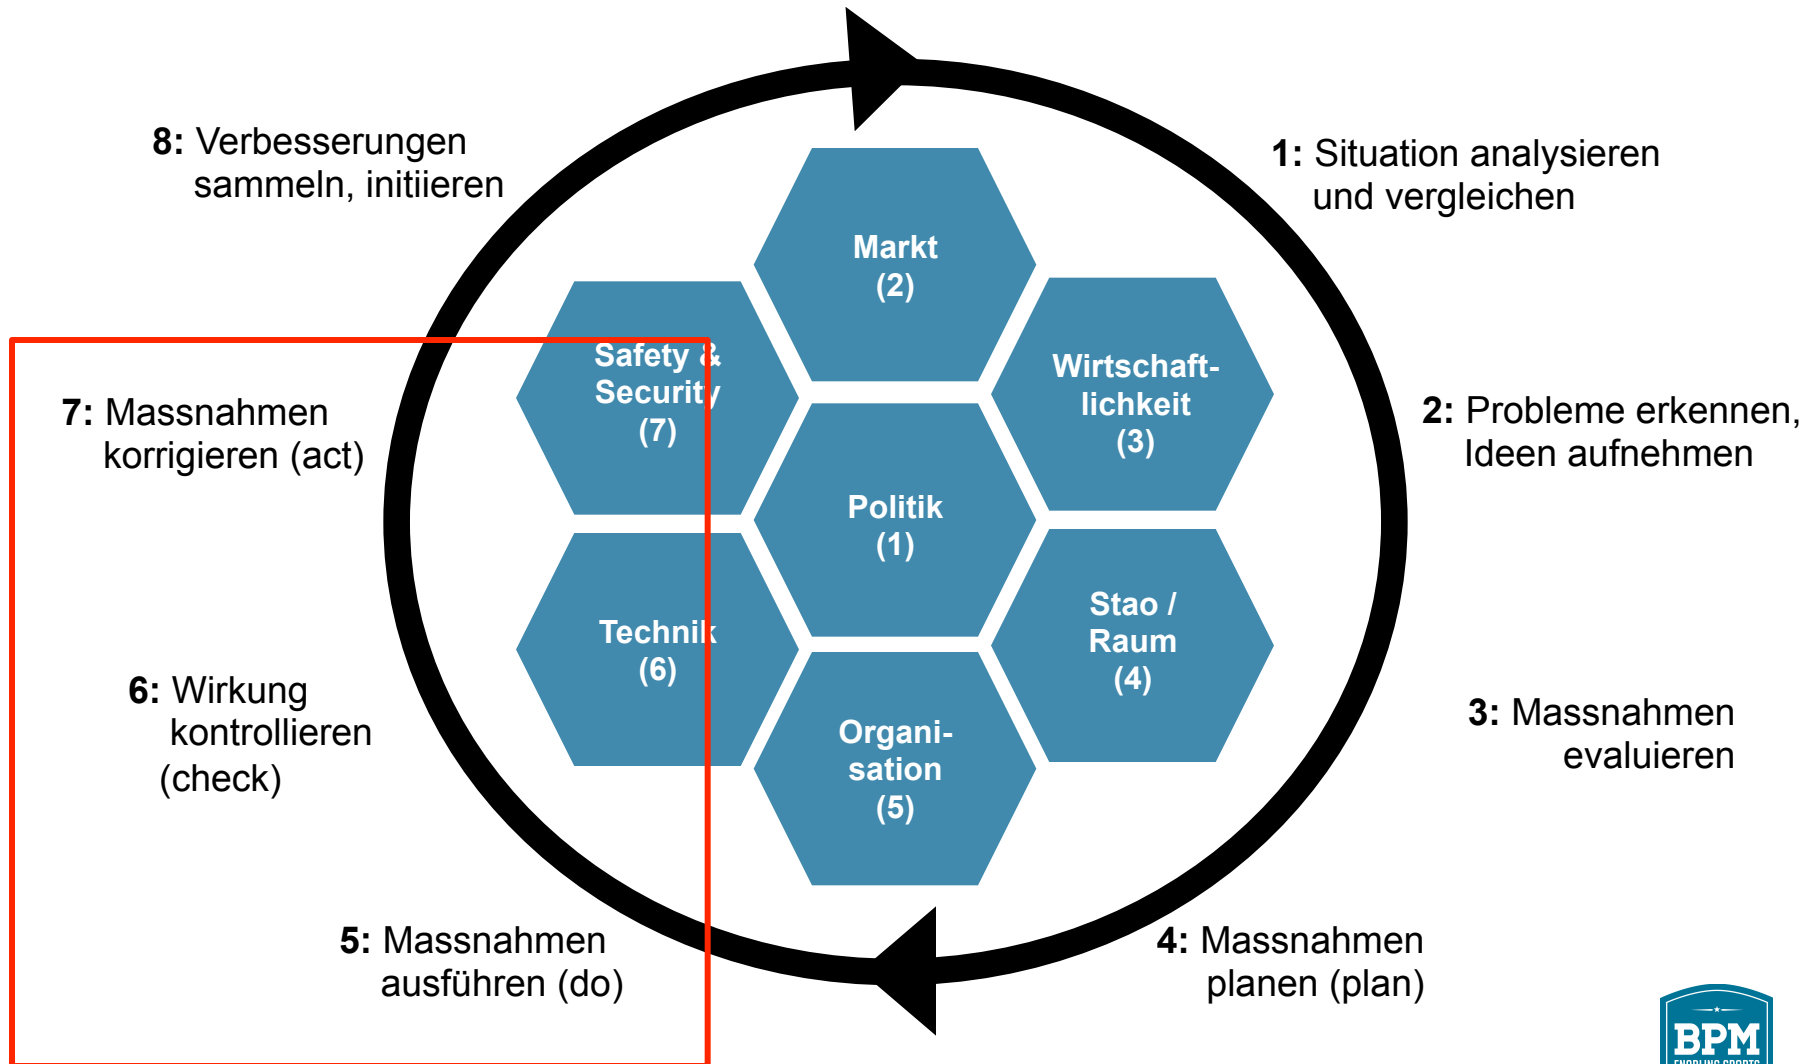 8: Verbesserungen
sammeln, initiieren
1: Situation analysieren
und vergleichen
Markt
(2)
Safety &
Security
(7)
Wirtschaft-
lichkeit
(3)
7: Massnahmen
korrigieren (act)
2: Probleme erkennen,
Ideen aufnehmen
Politik
(1)
Technik
(6)
Stao /
Raum
(4)
6: Wirkung
kontrollieren
(check)
3: Massnahmen
evaluieren
Organi-
sation
(5)
5: Massnahmen
ausführen (do)
4: Massnahmen
planen (plan)
BPM
ENABLING SPORTS